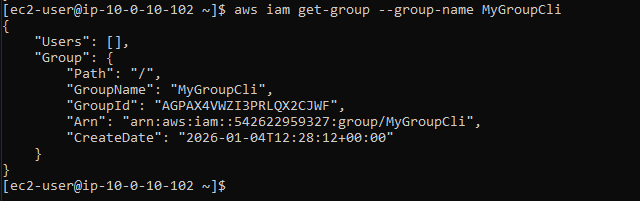 [ec2-user@ip-10-0-10-102 ~]$ aws iam get-group --group-name MyGroupCli
{
    "Users": [],
    "Group": {
        "Path": "/",
        "GroupName": "MyGroupCli",
        "GroupId": "AGPAX4VWZI3PRLQX2CJWF",
        "Arn": "arn:aws:iam::542622959327:group/MyGroupCli",
        "CreateDate": "2026-01-04T12:28:12+00:00"
    }
}
[ec2-user@ip-10-0-10-102 ~]$